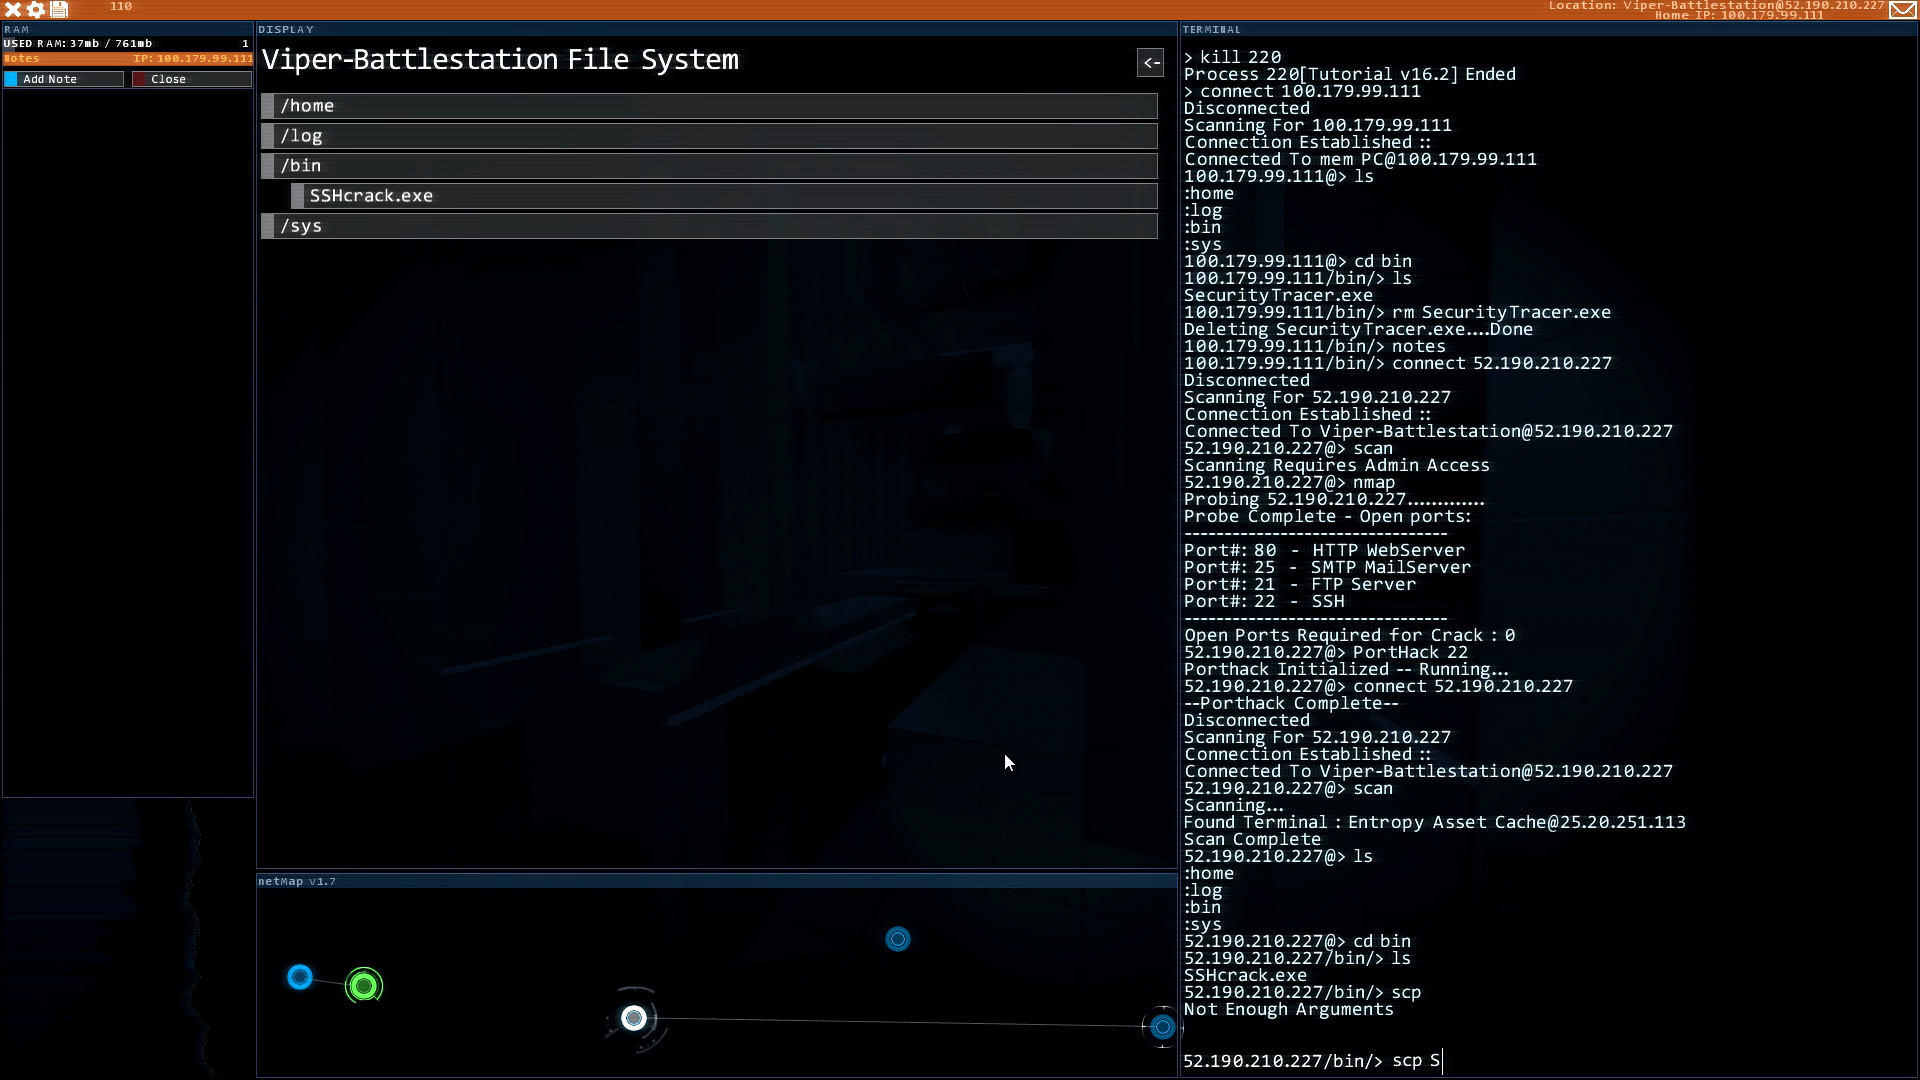 110
Location: Viper-Battlestation@52.190.210.227
Home IP: 100.179.99.111
RAM
USED RAM: 37mb / 761mb 1
Notes IP: 100.179.99.111
Add Note Close
DISPLAY
Viper-Battlestation File System
<-
/home
/log
/bin
SSHcrack.exe
/sys
netMap v1.7
TERMINAL
> kill 220
Process 220[Tutorial v16.2] Ended
> connect 100.179.99.111
Disconnected
Scanning For 100.179.99.111
Connection Established ::
Connected To mem PC@100.179.99.111
100.179.99.111@> ls
:home
:log
:bin
:sys
100.179.99.111@> cd bin
100.179.99.111/bin/> ls
SecurityTracer.exe
100.179.99.111/bin/> rm SecurityTracer.exe
Deleting SecurityTracer.exe....Done
100.179.99.111/bin/> notes
100.179.99.111/bin/> connect 52.190.210.227
Disconnected
Scanning For 52.190.210.227
Connection Established ::
Connected To Viper-Battlestation@52.190.210.227
52.190.210.227@> scan
Scanning Requires Admin Access
52.190.210.227@> nmap
Probing 52.190.210.227.............
Probe Complete - Open ports:
---------------------------------
Port#: 80 - HTTP WebServer
Port#: 25 - SMTP MailServer
Port#: 21 - FTP Server
Port#: 22 - SSH
---------------------------------
Open Ports Required for Crack : 0
52.190.210.227@> PortHack 22
Porthack Initialized -- Running...
52.190.210.227@> connect 52.190.210.227
--Porthack Complete--
Disconnected
Scanning For 52.190.210.227
Connection Established ::
Connected To Viper-Battlestation@52.190.210.227
52.190.210.227@> scan
Scanning...
Found Terminal : Entropy Asset Cache@25.20.251.113
Scan Complete
52.190.210.227@> ls
:home
:log
:bin
:sys
52.190.210.227@> cd bin
52.190.210.227/bin/> ls
SSHcrack.exe
52.190.210.227/bin/> scp
Not Enough Arguments
52.190.210.227/bin/> scp S